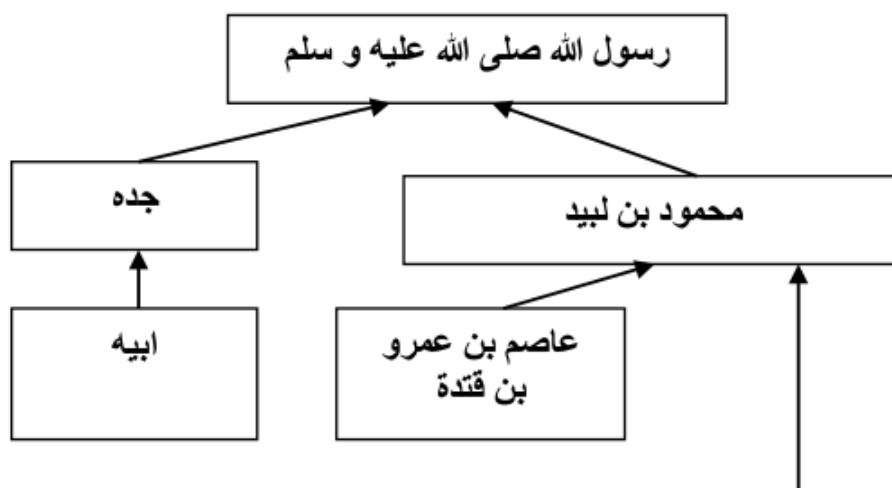 رسول الله صلى الله عليه و سلم
جده
محمود بن لبيد
ابيه
عاصم بن عمرو
بن قتدة